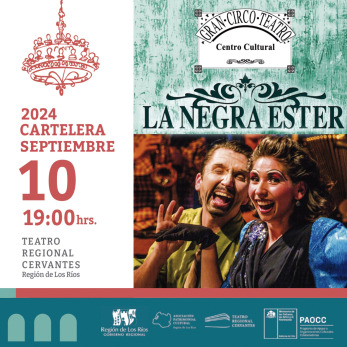 GRAN·CIRCO·TEATRO
Centro Cultural
LA NEGRA ESTER
2024
CARTELERA
SEPTIEMBRE
10
19:00 hrs.
TEATRO
REGIONAL
CERVANTES
Región de Los Ríos
Región de Los Ríos
GOBIERNO REGIONAL
TEATRO
REGIONAL
CERVANTES
PAOCC